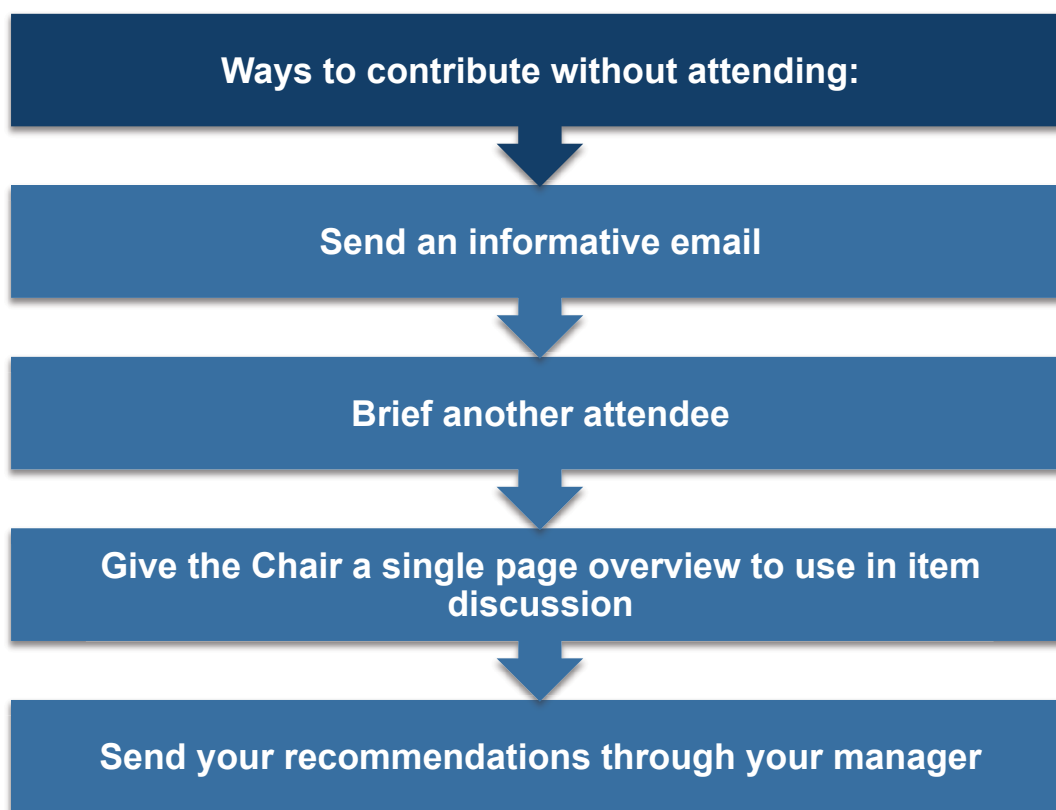 Ways to contribute without attending:
Send an informative email
Brief another attendee
Give the Chair a single page overview to use in item
discussion
Send your recommendations through your manager